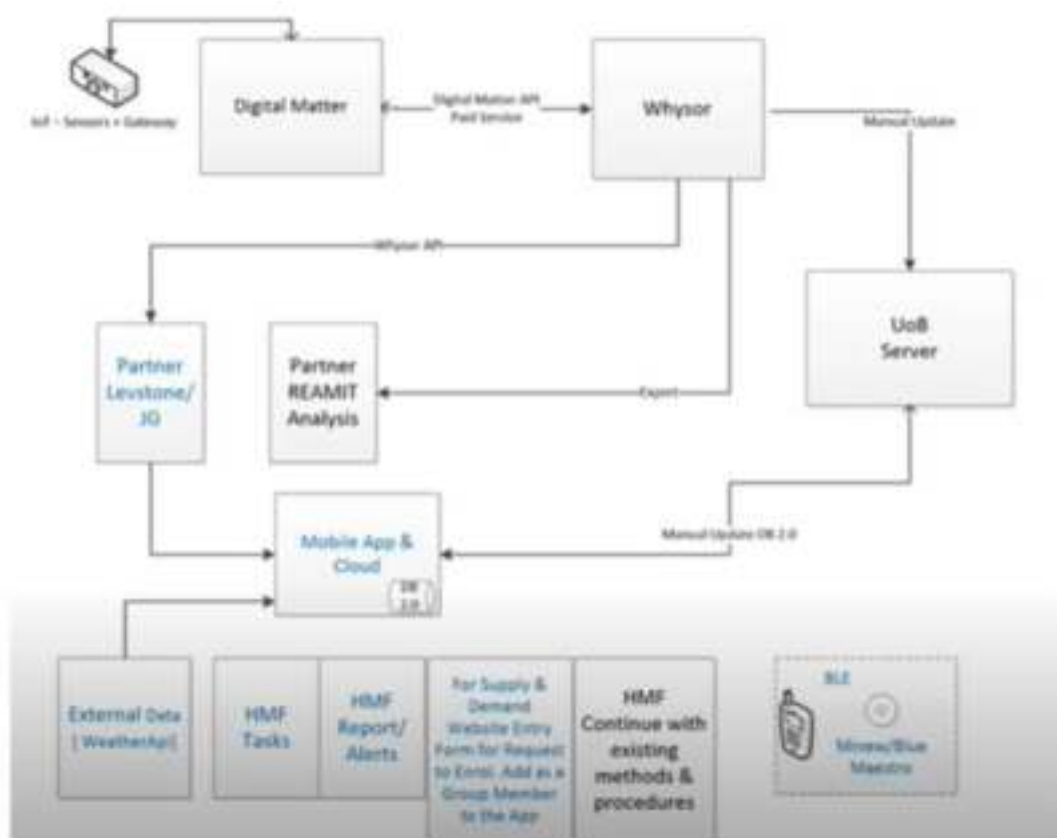 Digital Matter
Whysor
IoT - Sensors + Gateway
Digital Matter API
Paid Service
Manual Update
Whysor API
UoB
Server
Partner
Levstone/
JQ
Partner
REAMIT
Analysis
Export
Mobile App &
Cloud
DB
2.0
Manual Update DB 2.0
External Data
[ WeatherApi]
HMF
Tasks
HMF
Report/
Alerts
For Supply &
Demand
Website Entry
Form for Request
to Enrol. Add as a
Group Member
to the App
HMF
Continue with
existing
methods &
procedures
BLE
Minew/Blue
Maestro